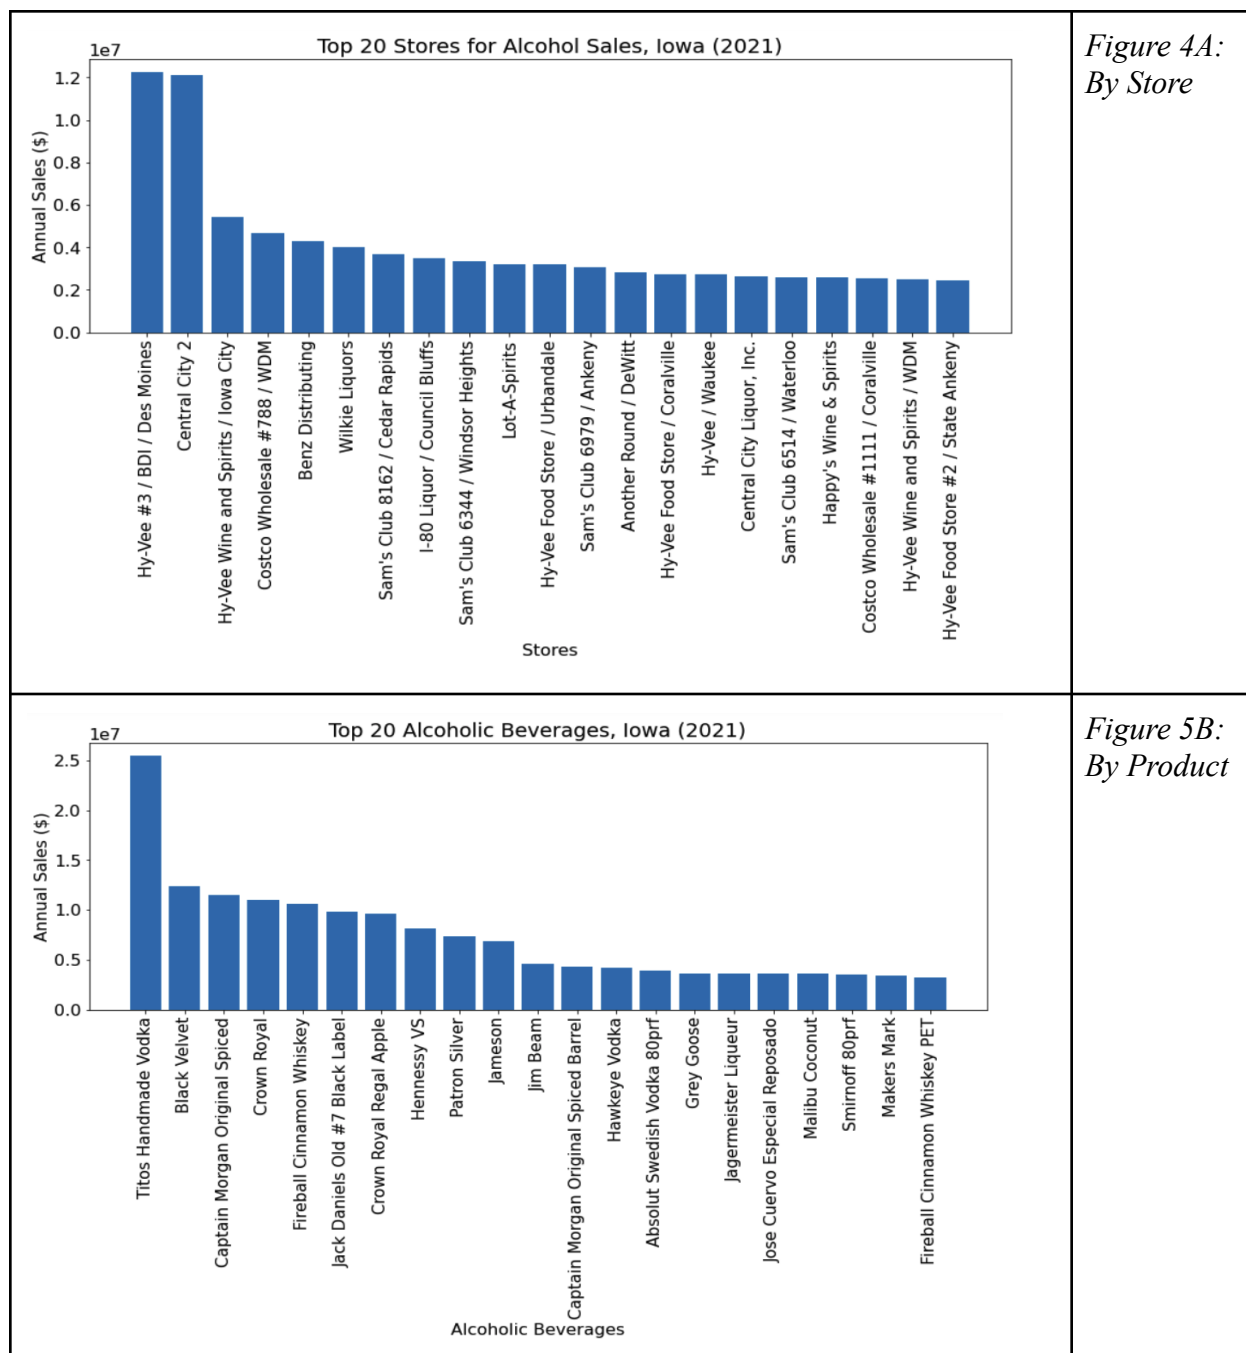 Top 20 Stores for Alcohol Sales, Iowa (2021)
1e7
1.2
1.0
0.8
0.6
0.4
0.2
0.0
Annual Sales ($)
Hy-Vee #3 / BDI / Des Moines
Central City 2
Hy-Vee Wine and Spirits / Iowa City
Costco Wholesale #788 / WDM
Benz Distributing
Wilkie Liquors
Sam's Club 8162 / Cedar Rapids
I-80 Liquor / Council Bluffs
Sam's Club 6344 / Windsor Heights
Lot-A-Spirits
Hy-Vee Food Store / Urbandale
Sam's Club 6979 / Ankeny
Another Round / DeWitt
Hy-Vee Food Store / Coralville
Hy-Vee / Waukee
Central City Liquor, Inc.
Sam's Club 6514 / Waterloo
Happy's Wine & Spirits
Costco Wholesale #1111 / Coralville
Hy-Vee Wine and Spirits / WDM
Hy-Vee Food Store #2 / State Ankeny
Stores
Figure 4A:
By Store
Top 20 Alcoholic Beverages, Iowa (2021)
1e7
2.5
2.0
1.5
1.0
0.5
0.0
Annual Sales ($)
Titos Handmade Vodka
Black Velvet
Captain Morgan Original Spiced
Crown Royal
Fireball Cinnamon Whiskey
Jack Daniels Old #7 Black Label
Crown Royal Regal Apple
Hennessy VS
Patron Silver
Jameson
Jim Beam
Captain Morgan Original Spiced Barrel
Hawkeye Vodka
Absolut Swedish Vodka 80prf
Grey Goose
Jagermeister Liqueur
Jose Cuervo Especial Reposado
Malibu Coconut
Smirnoff 80prf
Makers Mark
Fireball Cinnamon Whiskey PET
Alcoholic Beverages
Figure 5B:
By Product